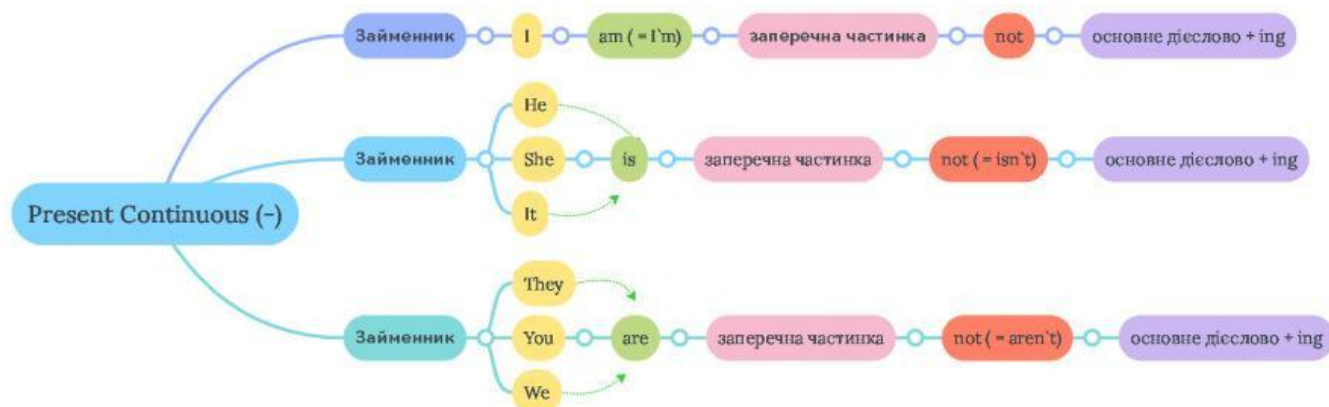 Займенник I am ( = I`m) заперечна частинка not основне дієслово + ing
He
Займенник She is заперечна частинка not ( = isn`t) основне дієслово + ing
It
Present Continuous (-)
They
Займенник You are заперечна частинка not ( = aren`t) основне дієслово + ing
We